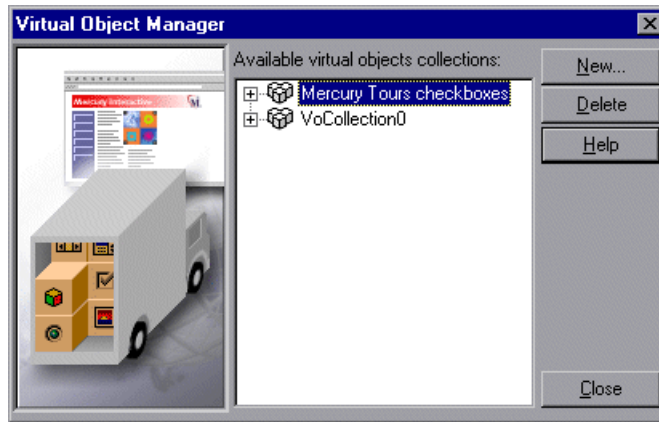 Virtual Object Manager
Available virtual objects collections:
Mercury Tours checkboxes
VoCollection0
New...
Delete
Help
Close
Mercury Interactive
M.